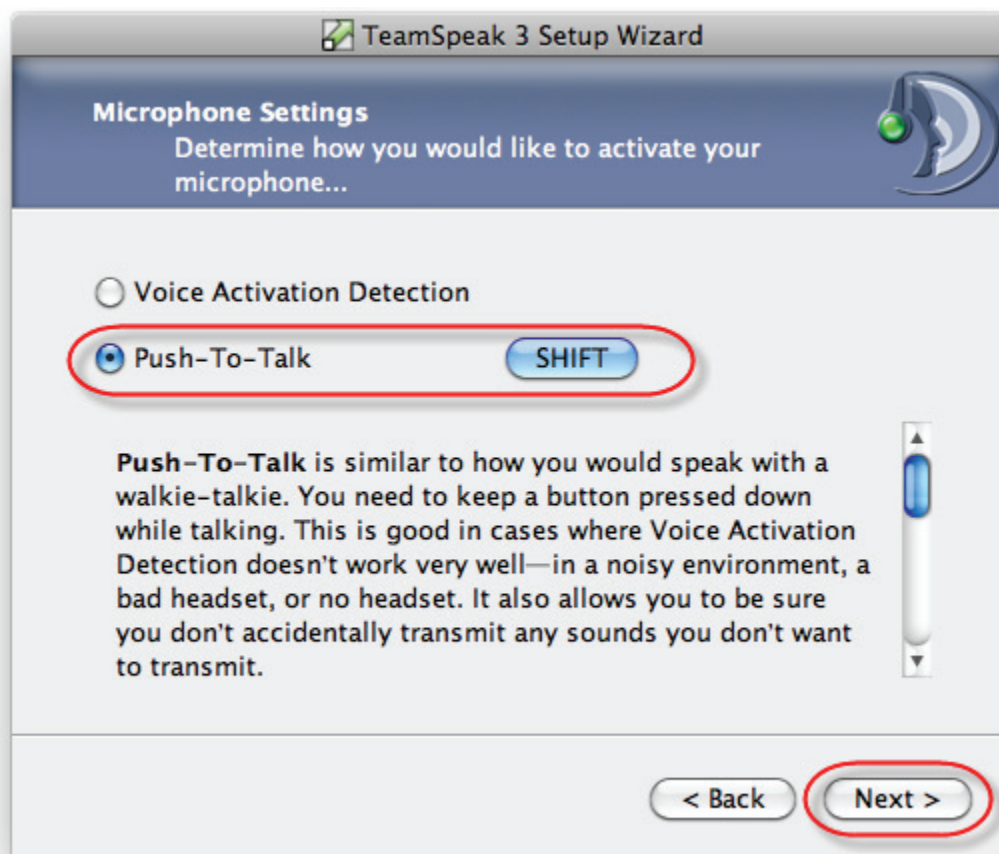 TeamSpeak 3 Setup Wizard
Microphone Settings
Determine how you would like to activate your
microphone...
Voice Activation Detection
Push-To-Talk SHIFT
Push-To-Talk is similar to how you would speak with a
walkie-talkie. You need to keep a button pressed down
while talking. This is good in cases where Voice Activation
Detection doesn't work very well—in a noisy environment, a
bad headset, or no headset. It also allows you to be sure
you don't accidentally transmit any sounds you don't want
to transmit.
< Back Next >